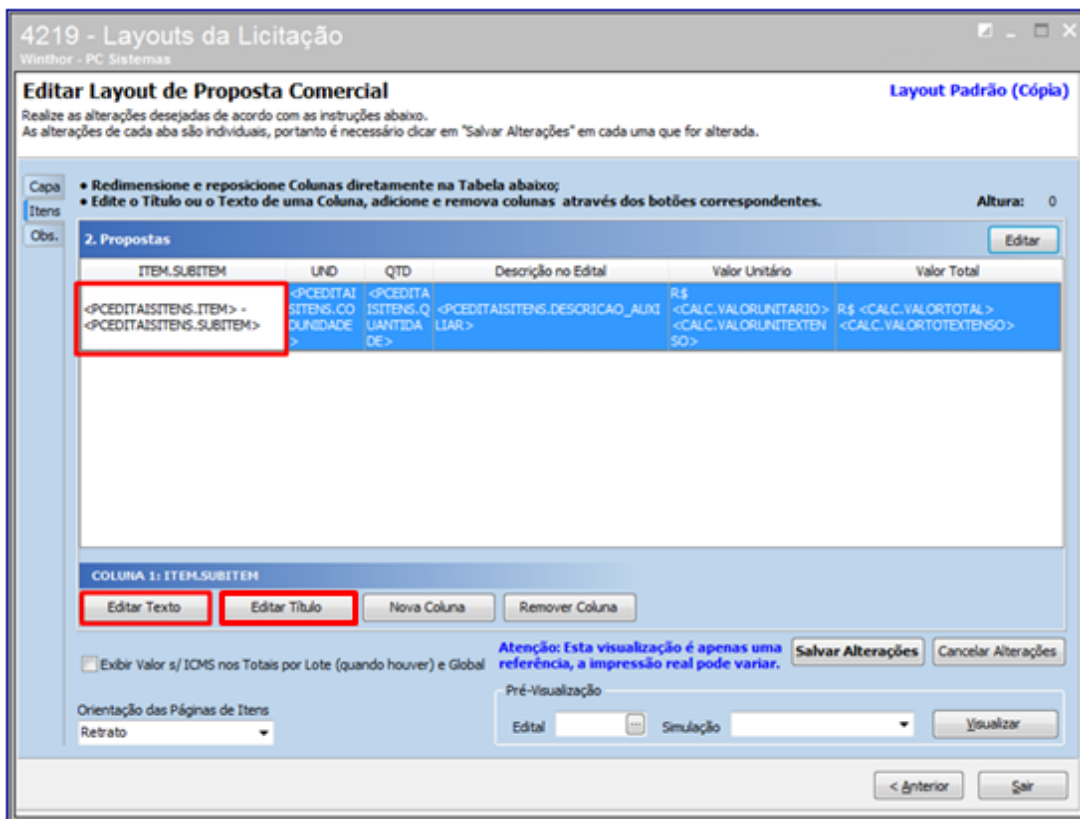 4219 - Layouts da Licitação
Winthor - PC Sistemas
Editar Layout de Proposta Comercial
Layout Padrão (Cópia)
Realize as alterações desejadas de acordo com as instruções abaixo.
As alterações de cada aba são individuais, portanto é necessário clicar em "Salvar Alterações" em cada uma que for alterada.
Capa
Itens
Obs.
• Redimensione e reposicione Colunas diretamente na Tabela abaixo;
• Edite o Título ou o Texto de uma Coluna, adicione e remova colunas através dos botões correspondentes.
Altura: 0
2. Propostas
Editar
ITEM.SUBITEM UND QTD Descrição no Edital Valor Unitário Valor Total
<PCEDITAISITENS.ITEM> -
<PCEDITAISITENS.SUBITEM>
<PCEDITAI
SITENS.CO
DUNIDADE
>
<PCEDITA
ISITENS.Q
UANTIDA
DE>
<PCEDITAISITENS.DESCRICAO_AUXI
LIAR>
R$
<CALC.VALORUNITARIO>
<CALC.VALORUNITEXTEN
SO>
R$ <CALC.VALORTOTAL>
<CALC.VALORTOTEXTENSO>
COLUNA 1: ITEM.SUBITEM
Editar Texto Editar Título Nova Coluna Remover Coluna
Exibir Valor s/ ICMS nos Totais por Lote (quando houver) e Global
Atenção: Esta visualização é apenas uma
referência, a impressão real pode variar.
Salvar Alterações Cancelar Alterações
Orientação das Páginas de Itens
Retrato
Pré-Visualização
Edital ... Simulação Visualizar
< Anterior Sair